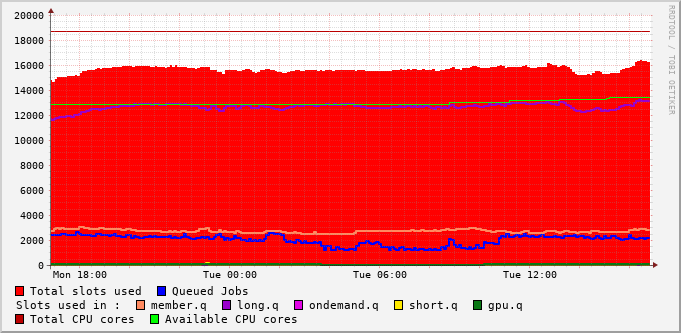 RRDTOOL / TOBI OETIKER
20000
18000
16000
14000
12000
10000
8000
6000
4000
2000
0
Mon 18:00 Tue 00:00 Tue 06:00 Tue 12:00
Total slots used Queued Jobs
Slots used in : member.q long.q ondemand.q short.q gpu.q
Total CPU cores Available CPU cores